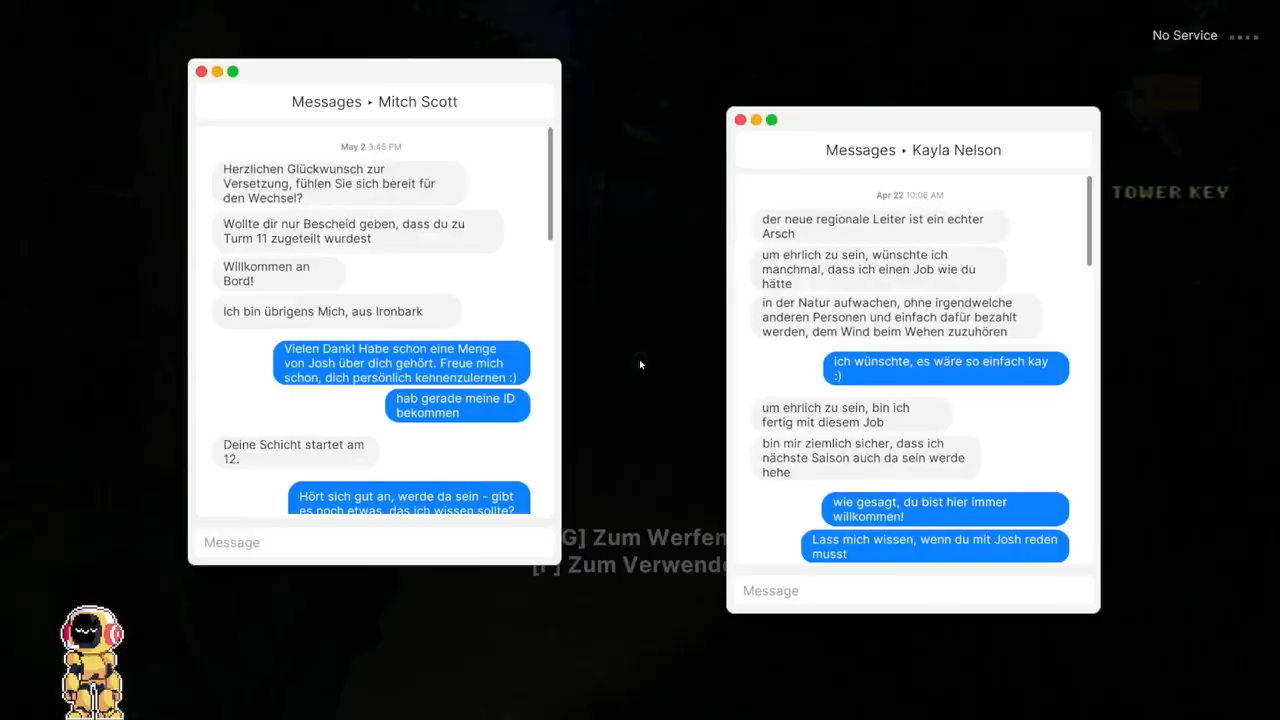 No Service
Messages ▸ Mitch Scott
May 2 3:45 PM
Herzlichen Glückwunsch zur
Versetzung, fühlen Sie sich bereit für
den Wechsel?
Wollte dir nur Bescheid geben, dass du zu
Turm 11 zugeteilt wurdest
Willkommen an
Bord!
Ich bin übrigens Mich, aus Ironbark
Vielen Dank! Habe schon eine Menge
von Josh über dich gehört. Freue mich
schon, dich persönlich kennenzulernen :)
hab gerade meine ID
bekommen
Deine Schicht startet am
12.
Hört sich gut an, werde da sein - gibt
es noch etwas, das ich wissen sollte?
Message
Messages ▸ Kayla Nelson
Apr 22 10:06 AM
der neue regionale Leiter ist ein echter
Arsch
um ehrlich zu sein, wünschte ich
manchmal, dass ich einen Job wie du
hätte
in der Natur aufwachen, ohne irgendwelche
anderen Personen und einfach dafür bezahlt
werden, dem Wind beim Wehen zuzuhören
ich wünschte, es wäre so einfach kay
:)
um ehrlich zu sein, bin ich
fertig mit diesem Job
bin mir ziemlich sicher, dass ich
nächste Saison auch da sein werde
hehe
wie gesagt, du bist hier immer
willkommen!
Lass mich wissen, wenn du mit Josh reden
musst
Message
TOWER KEY
G] Zum Werfen
Zum Verwende